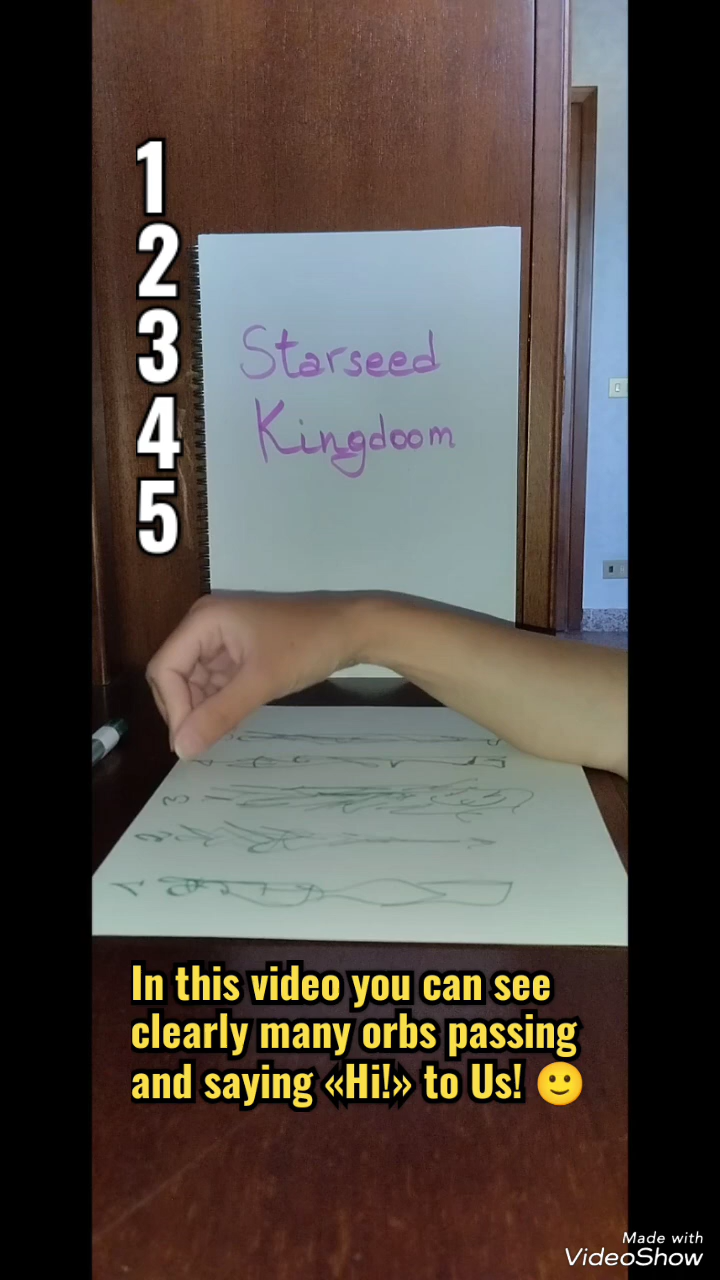 1
2
3
4
5
Starseed
Kingdoom
3
In this video you can see
clearly many orbs passing
and saying «Hi!» to Us! 🙂
Made with
VideoShow